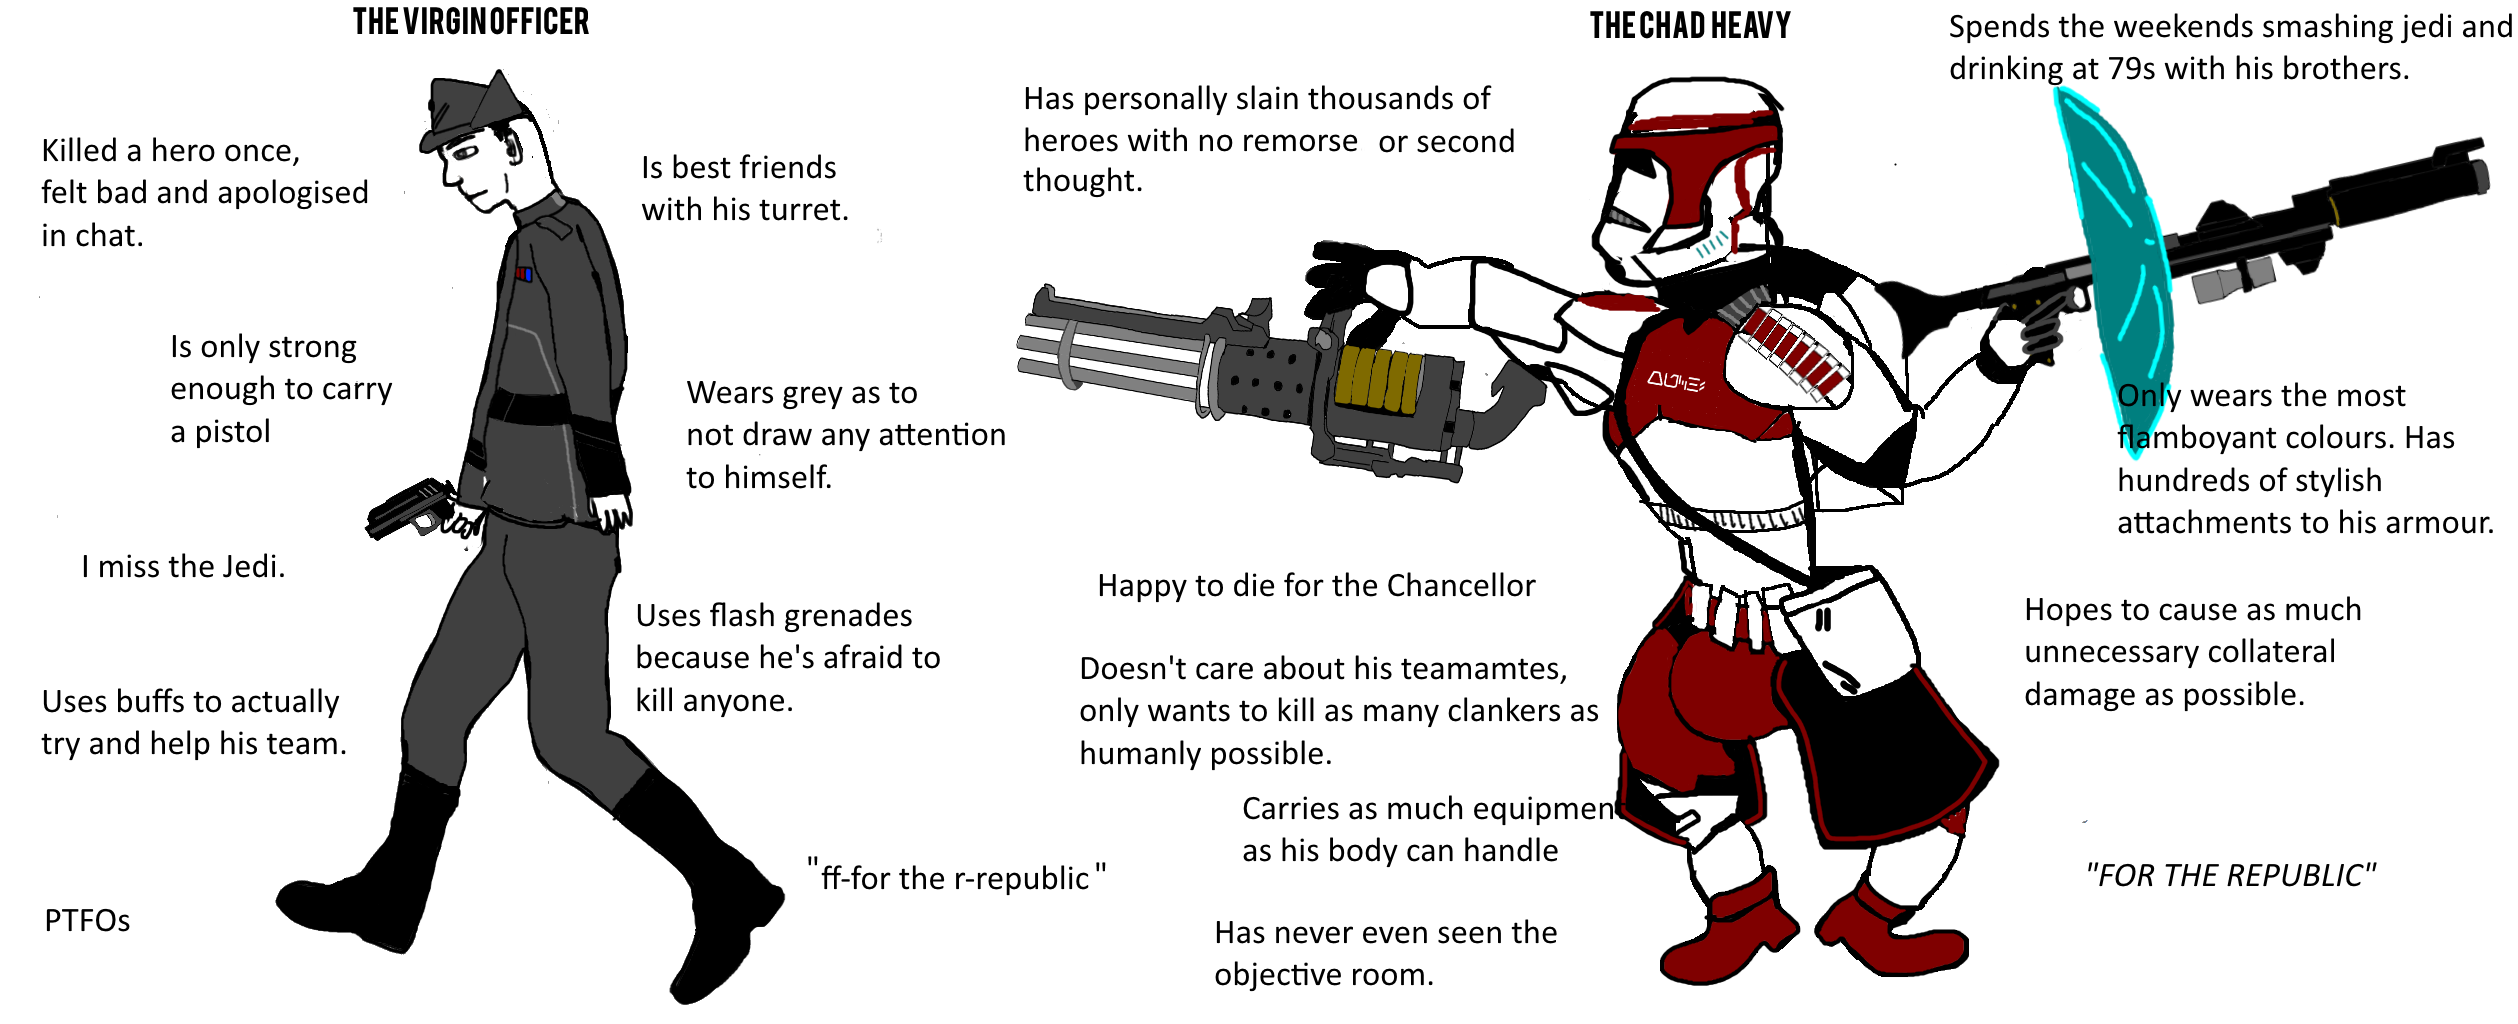 THE VIRGIN OFFICER
Killed a hero once,
felt bad and apologised
in chat.
Is best friends
with his turret.
Is only strong
enough to carry
a pistol
Wears grey as to
not draw any attention
to himself.
I miss the Jedi.
Uses flash grenades
because he's afraid to
kill anyone.
Uses buffs to actually
try and help his team.
"ff-for the r-republic"
PTFOs
THE CHAD HEAVY
Spends the weekends smashing jedi and
drinking at 79s with his brothers.
Has personally slain thousands of
heroes with no remorse or second
thought.
Only wears the most
flamboyant colours. Has
hundreds of stylish
attachments to his armour.
Happy to die for the Chancellor
Hopes to cause as much
unnecessary collateral
damage as possible.
Doesn't care about his teamamtes,
only wants to kill as many clankers as
humanly possible.
Carries as much equipmen
as his body can handle
"FOR THE REPUBLIC"
Has never even seen the
objective room.